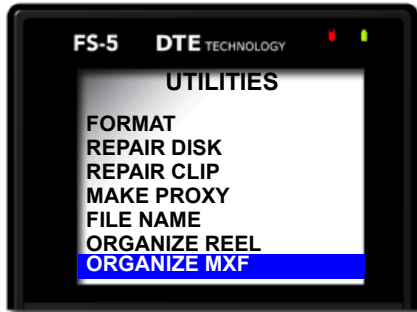 FS-5 DTE TECHNOLOGY
UTILITIES
FORMAT
REPAIR DISK
REPAIR CLIP
MAKE PROXY
FILE NAME
ORGANIZE REEL
ORGANIZE MXF